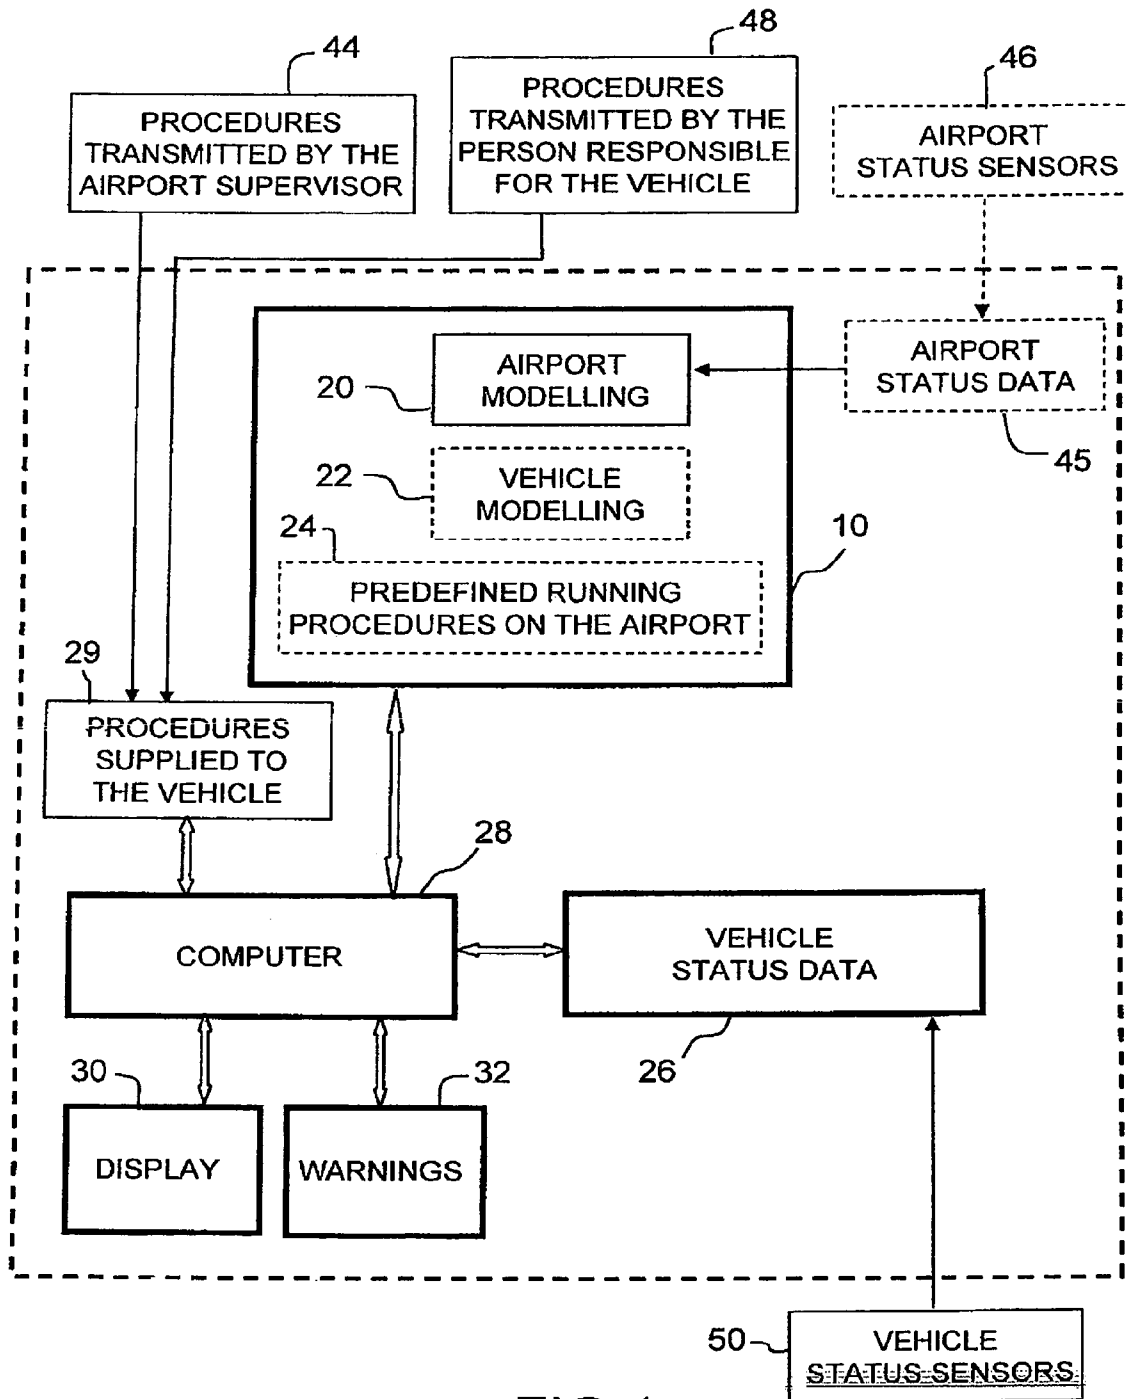 44
48
46
PROCEDURES
TRANSMITTED BY THE
AIRPORT SUPERVISOR
PROCEDURES
TRANSMITTED BY THE
PERSON RESPONSIBLE
FOR THE VEHICLE
AIRPORT
STATUS SENSORS
20
AIRPORT
MODELLING
AIRPORT
STATUS DATA
45
22
VEHICLE
MODELLING
24
10
PREDEFINED RUNNING
PROCEDURES ON THE AIRPORT
29
PROCEDURES
SUPPLIED TO
THE VEHICLE
28
COMPUTER
VEHICLE
STATUS DATA
26
30
32
DISPLAY
WARNINGS
50
VEHICLE
STATUS SENSORS